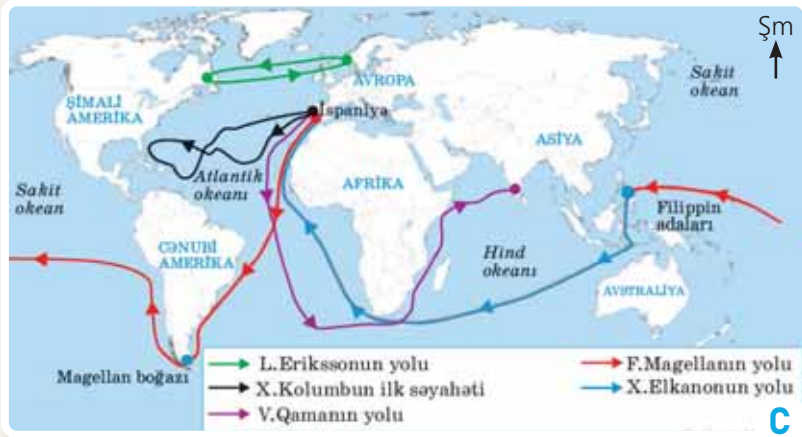 Şm
Sakit
okean
AVROPA
ŞİMALİ
AMERİKA
İspaniya
ASİYA
Atlantik
okeanı
AFRİKA
Sakit
okean
Filippin
adaları
CƏNUBİ
AMERİKA
Hind
okeanı
AVSTRALİYA
Magellan boğazı
L.Erikssonun yolu
X.Kolumbun ilk səyahəti
V.Qamanın yolu
F.Magellanın yolu
X.Elkanonun yolu
C